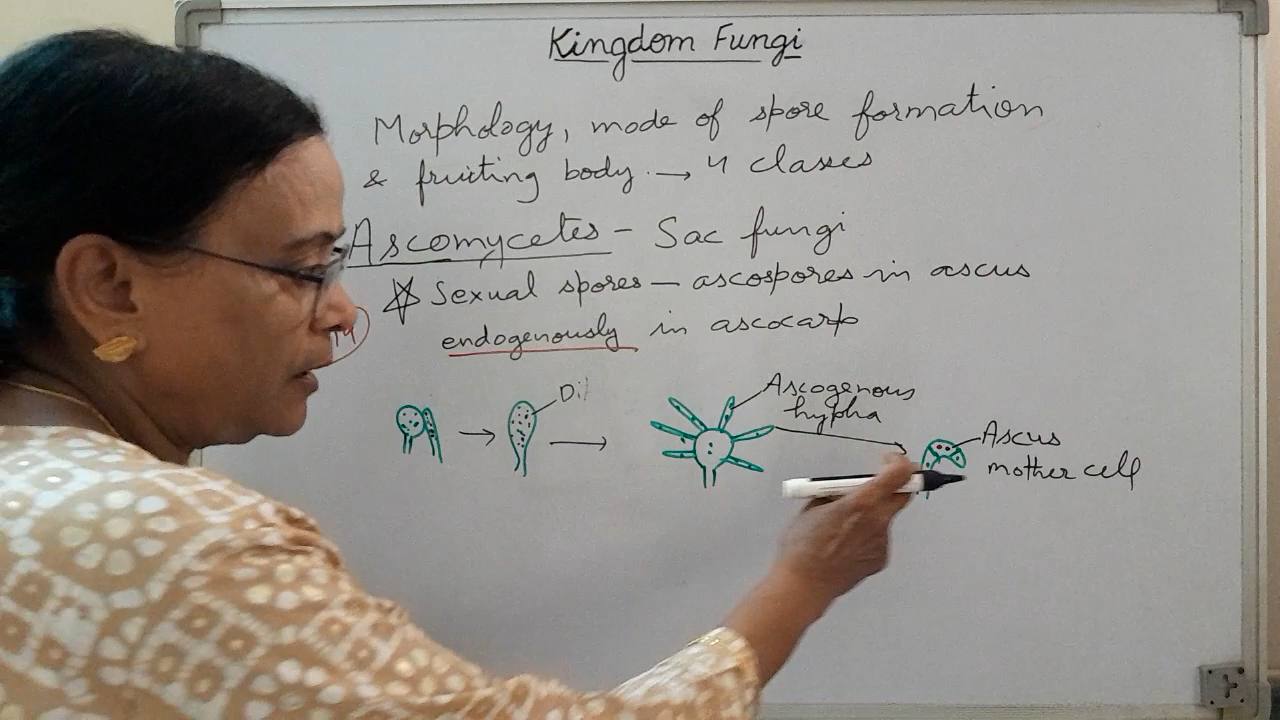 Kingdom Fungi
Morphology, mode of spore formation
& fruiting body. → 4 classes
Ascomycetes - Sac fungi
☆ Sexual spores - ascospores in ascus
endogenously in ascocarp
Di
Ascogenous
hypha
Ascus
mother cell